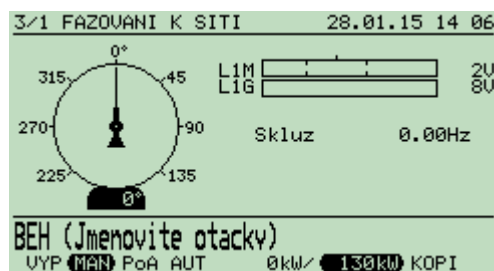 3/1 FAZOVANI K SITI 28.01.15 14 06
0°
315 45
L1M 2V
L1G 8V
270 90
Skluz 0.00Hz
225 135
0°
BEH (Jmenovite otacky)
VYP MAN PoA AUT 0kW/ 130kW KOPI